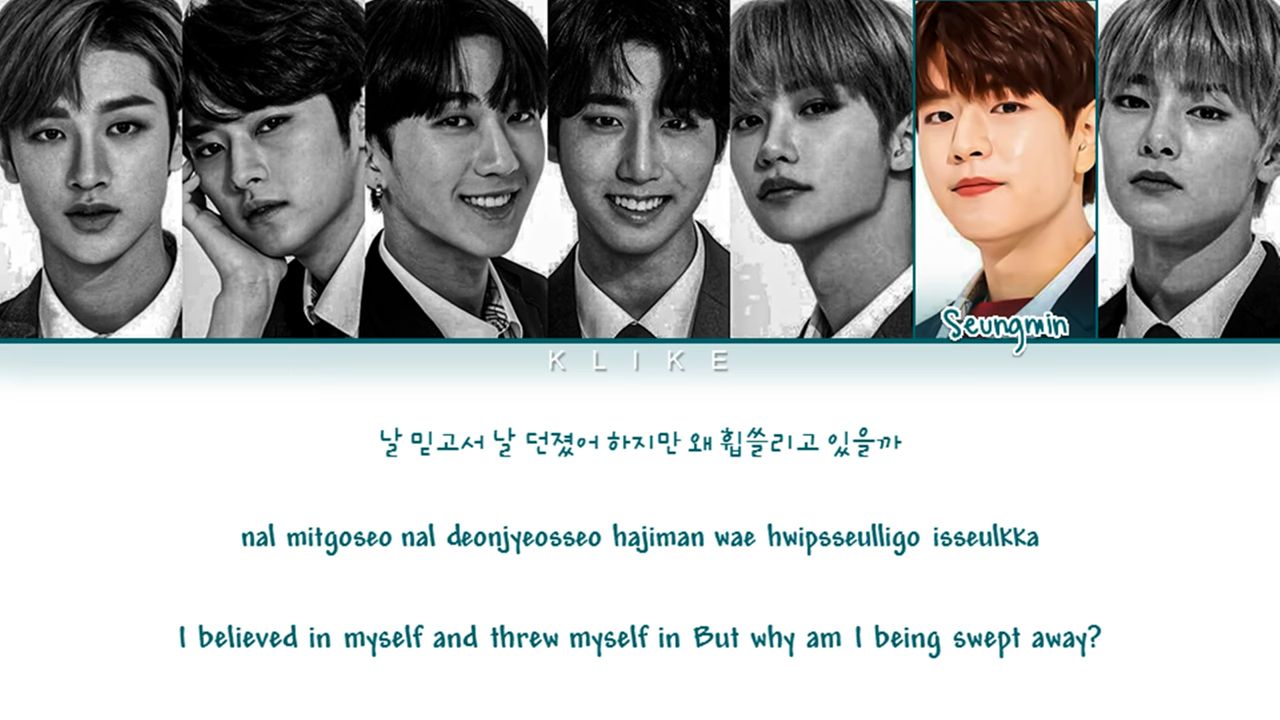 Seungmin
KLIKE
날 믿고서 날 던졌어 하지만 왜 휩쓸리고 있을까
nal mitgoseo nal deonjyeosseo hajiman wae hwipsseulligo isseulkka
I believed in myself and threw myself in But why am I being swept away?